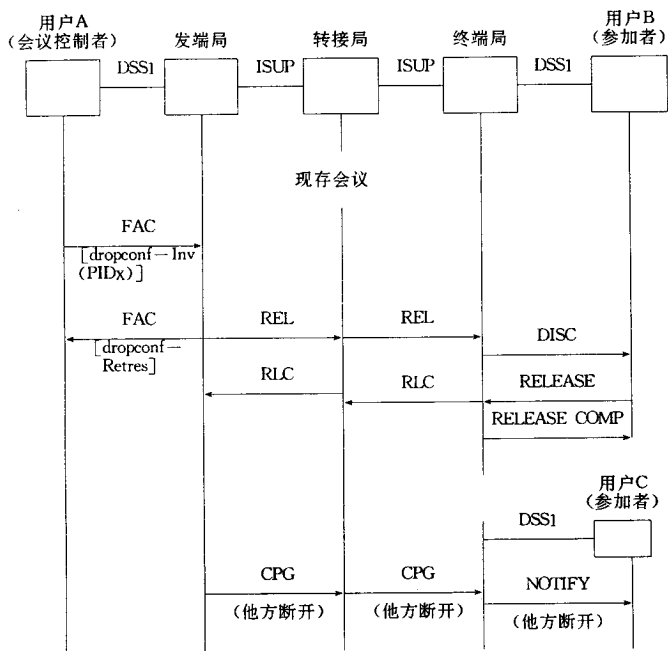 用户A
(会议控制者)
发端局
转接局
终端局
用户B
(参加者)
DSS1
ISUP
ISUP
DSS1
现存会议
FAC
[dropconf—Inv
(PIDx)]
FAC
REL
REL
[dropconf—
Retres]
DISC
RLC
RLC
RELEASE
RELEASE COMP
用户C
(参加者)
DSS1
CPG
CPG
NOTIFY
(他方断开)
(他方断开)
(他方断开)